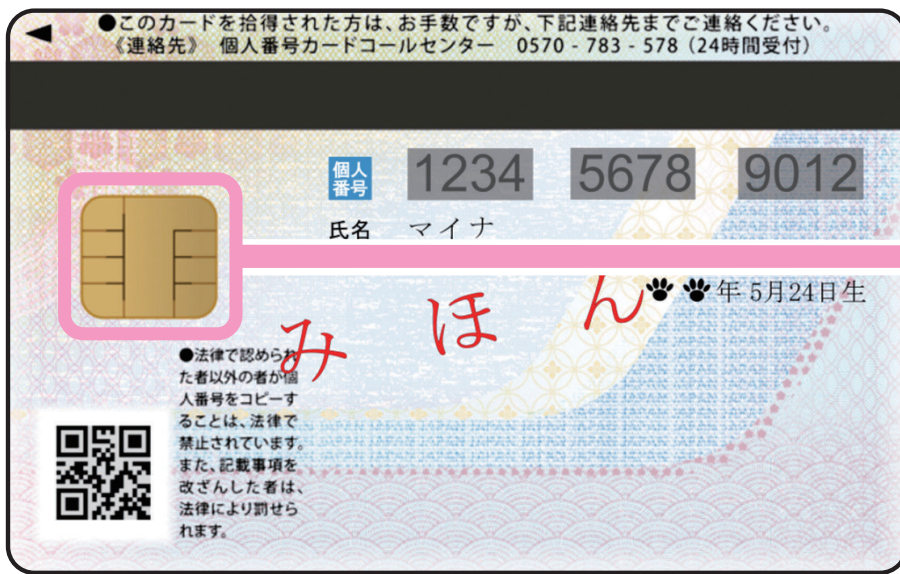 ●このカードを拾得された方は、お手数ですが、下記連絡先までご連絡ください。
《連絡先》 個人番号カードコールセンター 0570-783-578（24時間受付）
個人番号 1234 5678 9012
氏名 マイナ
年 5月24日生
みほん
●法律で認められ
た者以外の者が個
人番号をコピーす
ることは、法律で
禁止されています。
また、記載事項を
改ざんした者は、
法律により罰せら
れます。